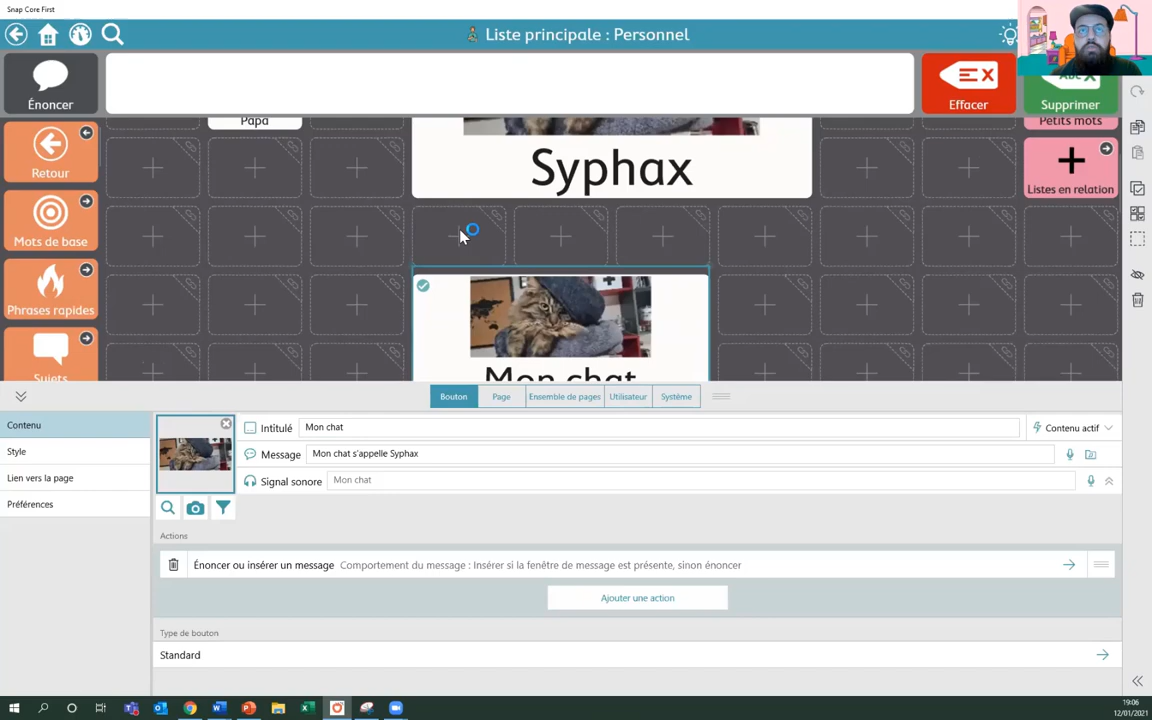 Snap Core First
Liste principale : Personnel
Énoncer
Effacer
Supprimer
Papa
Petits mots
Retour
Syphax
Listes en relation
Mots de base
Phrases rapides
Sujets
Mon chat
Bouton
Page
Ensemble de pages
Utilisateur
Système
Contenu
Intitulé
Mon chat
Contenu actif
Style
Message
Mon chat s'appelle Syphax
Lien vers la page
Signal sonore
Mon chat
Préférences
Actions
Énoncer ou insérer un message
Comportement du message : Insérer si la fenêtre de message est présente, sinon énoncer
Ajouter une action
Type de bouton
Standard
19:06
12/01/2021